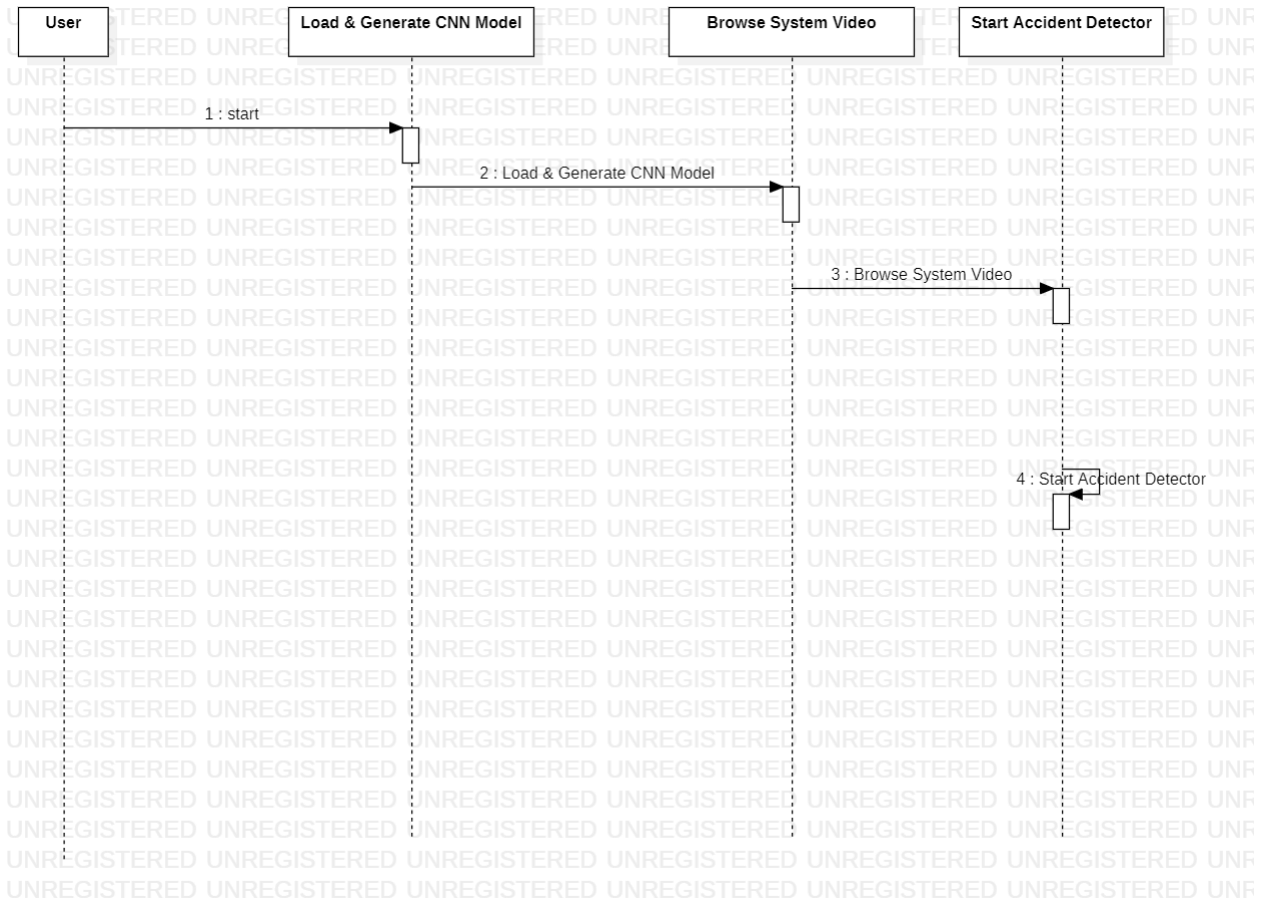 User
Load & Generate CNN Model
Browse System Video
Start Accident Detector
1 : start
2 : Load & Generate CNN Model
3 : Browse System Video
4 : Start Accident Detector
UNREGISTERED